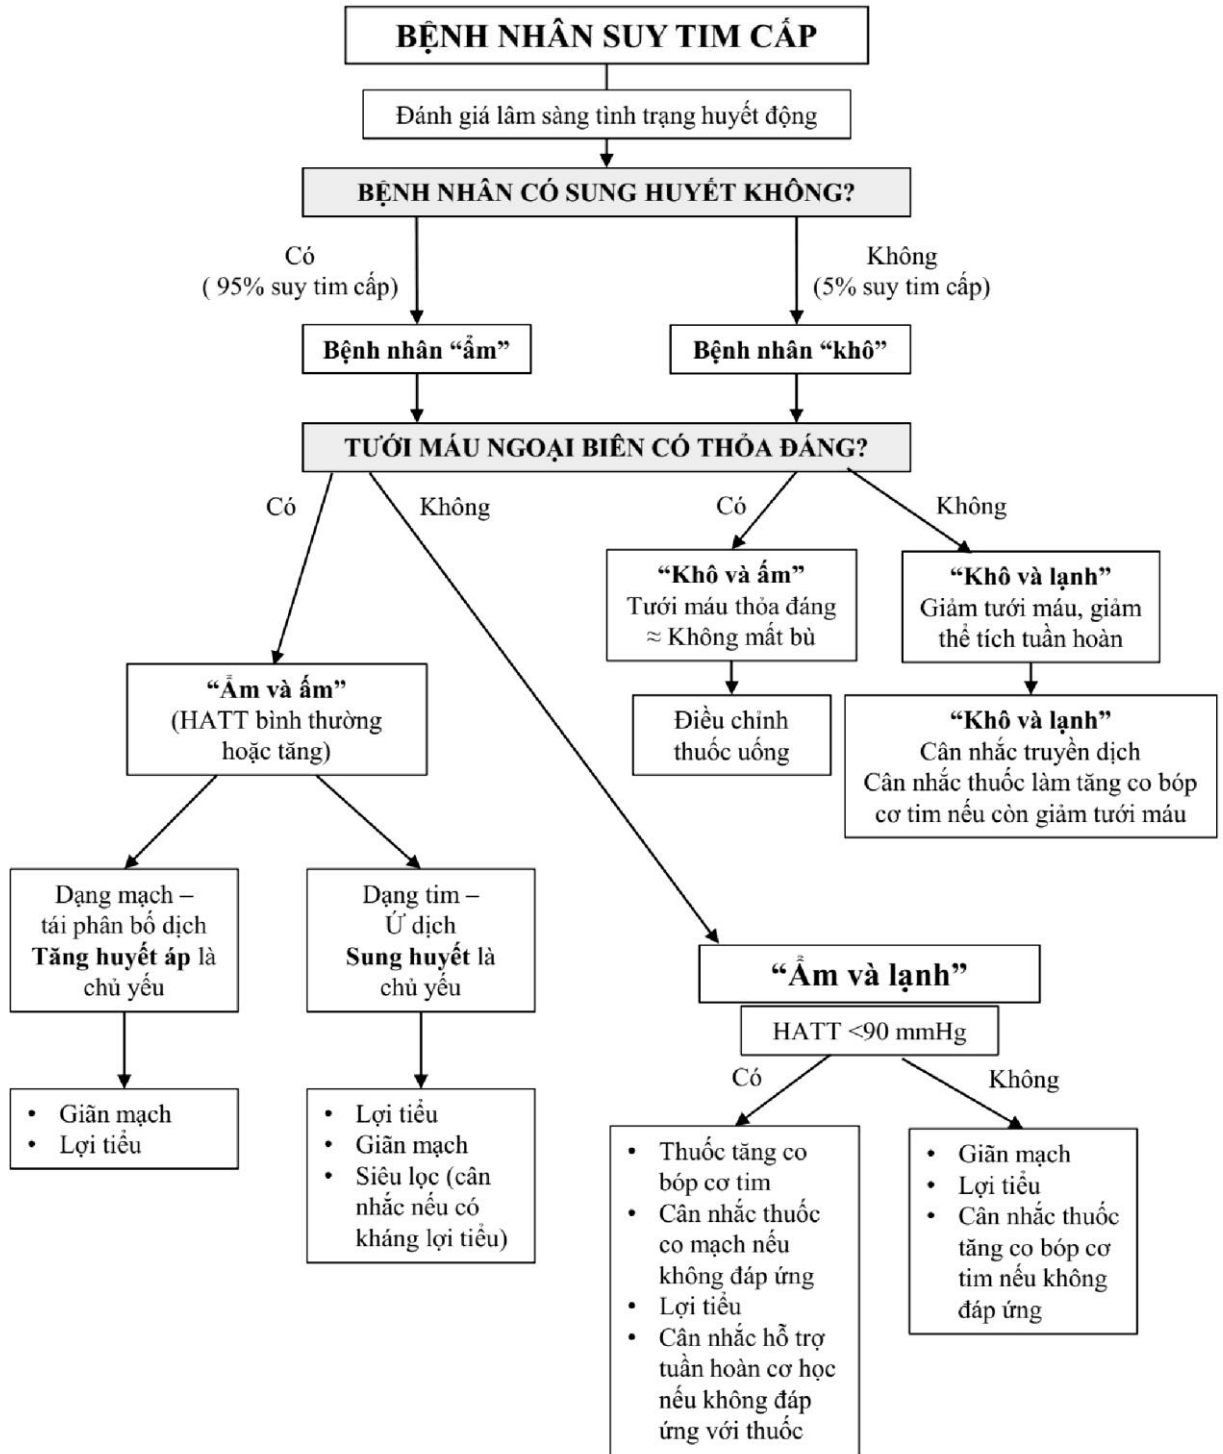 BỆNH NHÂN SUY TIM CẤP
Đánh giá lâm sàng tình trạng huyết động
BỆNH NHÂN CÓ SUNG HUYẾT KHÔNG?
Có
( 95% suy tim cấp)
Không
(5% suy tim cấp)
Bệnh nhân “ẩm”
Bệnh nhân “khô”
TƯỚI MÁU NGOẠI BIÊN CÓ THỎA ĐÁNG?
Có
Không
Có
Không
“Khô và ấm”
Tưới máu thỏa đáng
≈ Không mất bù
“Khô và lạnh”
Giảm tưới máu, giảm
thể tích tuần hoàn
“Ẩm và ấm”
(HATT bình thường
hoặc tăng)
Điều chỉnh
thuốc uống
“Khô và lạnh”
Cân nhắc truyền dịch
Cân nhắc thuốc làm tăng co bóp
cơ tim nếu còn giảm tưới máu
Dạng mạch –
tái phân bố dịch
Tăng huyết áp là
chủ yếu
Dạng tim –
Ứ dịch
Sung huyết là
chủ yếu
“Ẩm và lạnh”
HATT <90 mmHg
Có
Không
• Giãn mạch
• Lợi tiểu
• Lợi tiểu
• Giãn mạch
• Siêu lọc (cân
nhắc nếu có
kháng lợi tiểu)
• Thuốc tăng co
bóp cơ tim
• Cân nhắc thuốc
co mạch nếu
không đáp ứng
• Lợi tiểu
• Cân nhắc hỗ trợ
tuần hoàn cơ học
nếu không đáp
ứng với thuốc
• Giãn mạch
• Lợi tiểu
• Cân nhắc thuốc
tăng co bóp cơ
tim nếu không
đáp ứng